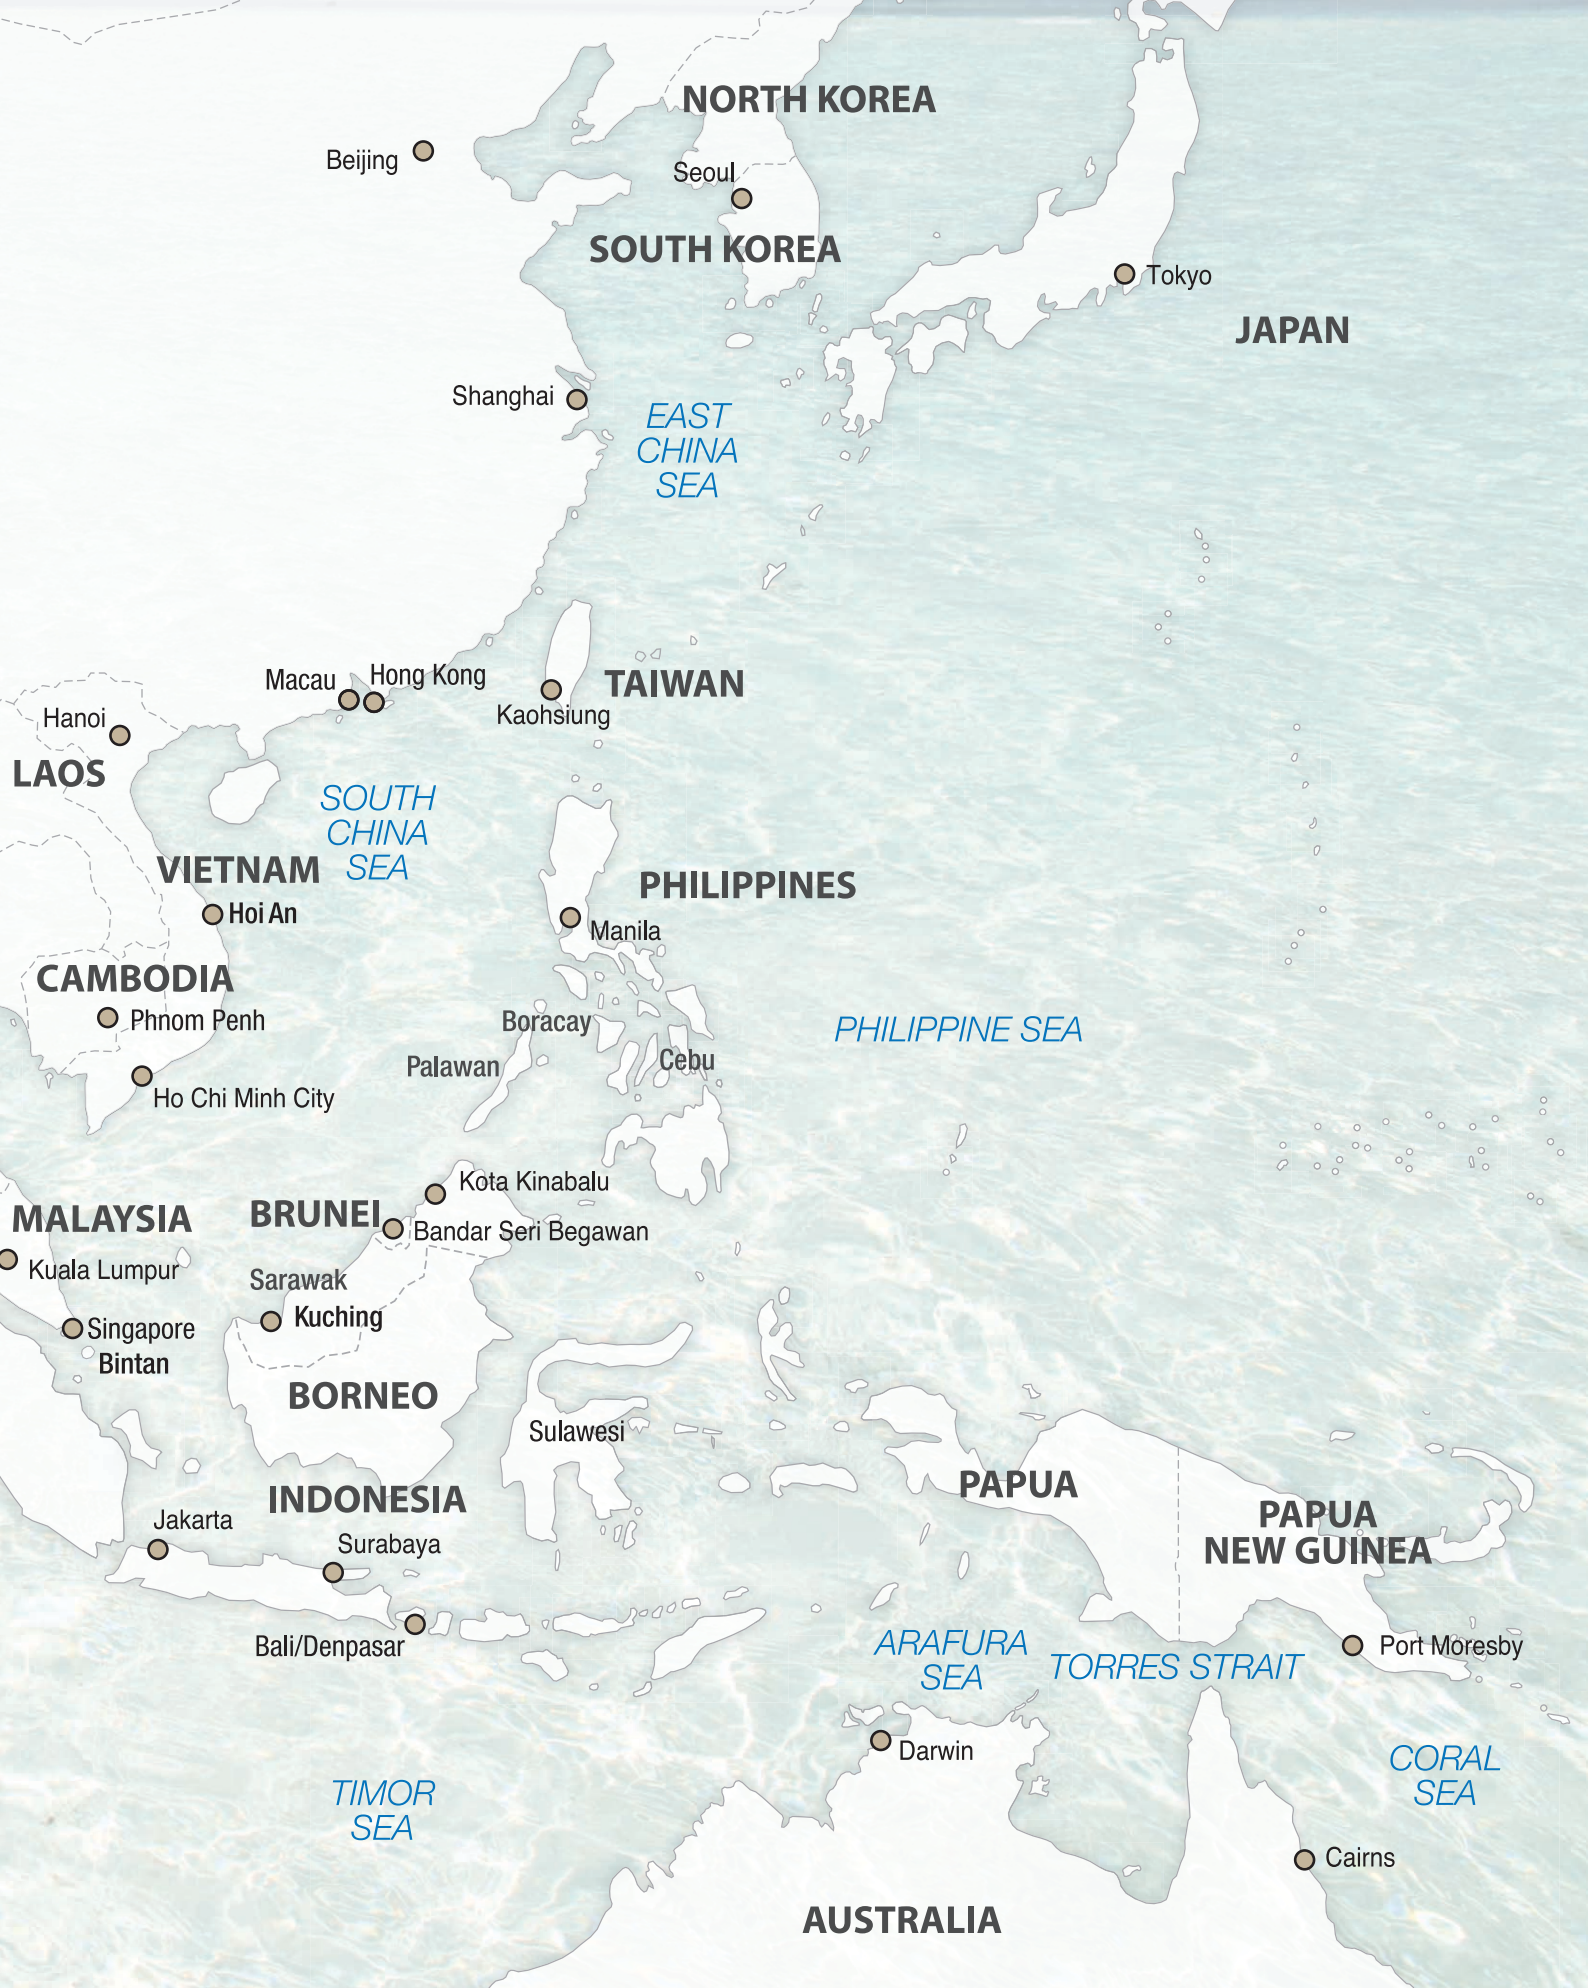 NORTH KOREA
Beijing
Seoul
SOUTH KOREA
Tokyo
JAPAN
Shanghai
EAST
CHINA
SEA
Macau
Hong Kong
TAIWAN
Kaohsiung
Hanoi
LAOS
SOUTH
CHINA
SEA
VIETNAM
Hoi An
PHILIPPINES
Manila
CAMBODIA
Phnom Penh
Boracay
PHILIPPINE SEA
Palawan
Cebu
Ho Chi Minh City
Kota Kinabalu
MALAYSIA
BRUNEI
Bandar Seri Begawan
Kuala Lumpur
Sarawak
Kuching
Singapore
Bintan
BORNEO
Sulawesi
PAPUA
INDONESIA
PAPUA
NEW GUINEA
Jakarta
Surabaya
Bali/Denpasar
ARAFURA
SEA
TORRES STRAIT
Port Moresby
Darwin
CORAL
SEA
TIMOR
SEA
Cairns
AUSTRALIA